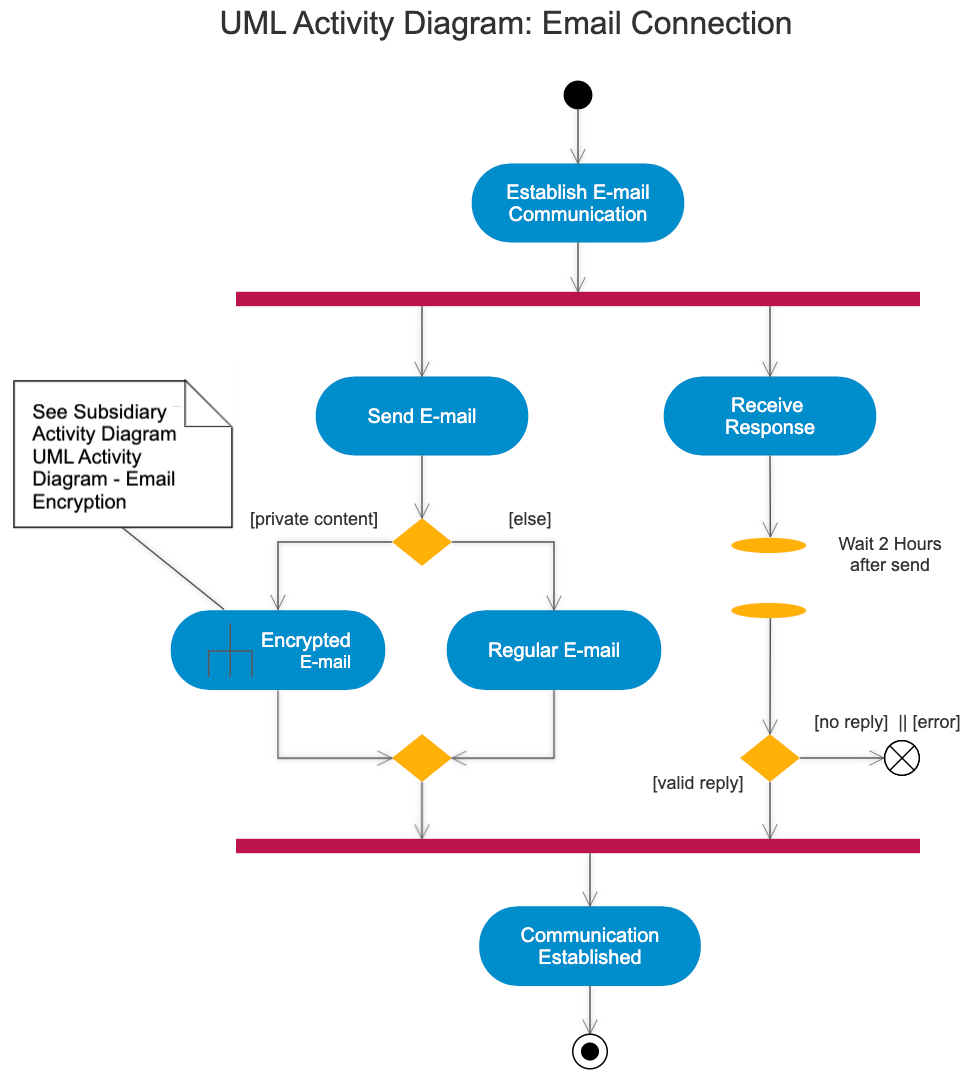 UML Activity Diagram: Email Connection
Establish E-mail
Communication
Send E-mail
Receive
Response
See Subsidiary
Activity Diagram
UML Activity
Diagram - Email
Encryption
[private content]
[else]
Wait 2 Hours
after send
Encrypted
E-mail
Regular E-mail
[no reply] || [error]
[valid reply]
Communication
Established